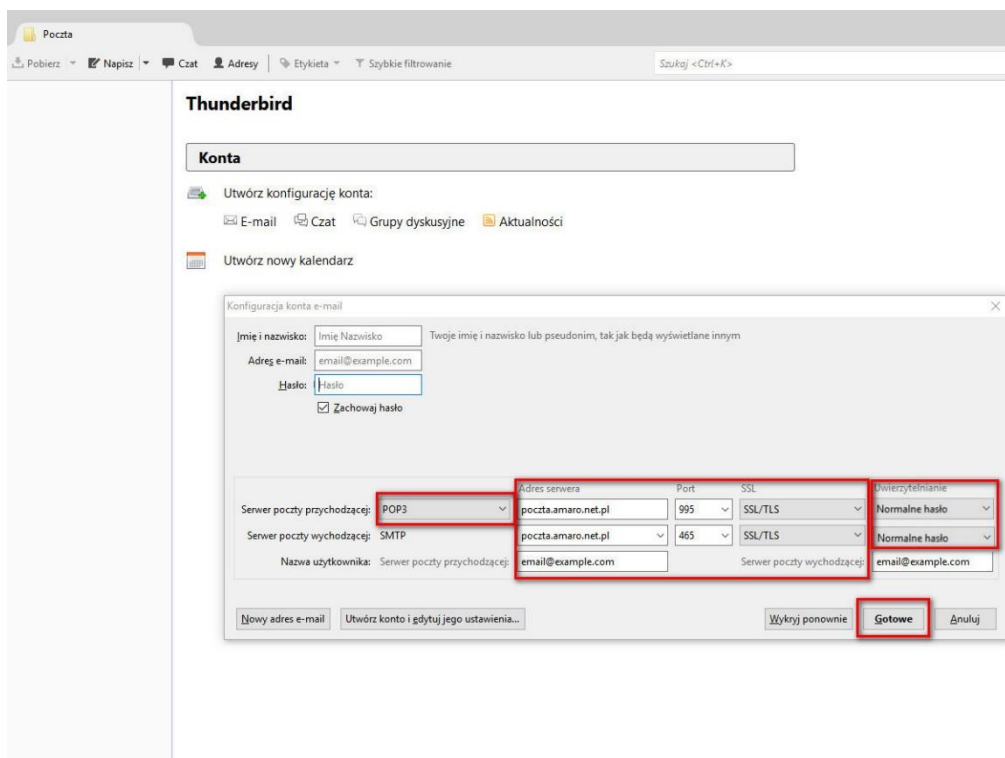 Poczta
Pobierz Napisz Czat Adresy Etykieta Szybkie filtrowanie Szukaj <Ctrl+K>
Thunderbird
Konta
Utwórz konfigurację konta:
E-mail Czat Grupy dyskusyjne Aktualności
Utwórz nowy kalendarz
Konfiguracja konta e-mail
Imię i nazwisko: Imię Nazwisko Twoje imię i nazwisko lub pseudonim, tak jak będą wyświetlane innym
Adres e-mail: email@example.com
Hasło: Hasło
Zachowaj hasło
Adres serwera Port SSL Uwierzytelnianie
Serwer poczty przychodzącej: POP3 poczta.amaro.net.pl 995 SSL/TLS Normalne hasło
Serwer poczty wychodzącej: SMTP poczta.amaro.net.pl 465 SSL/TLS Normalne hasło
Nazwa użytkownika: Serwer poczty przychodzącej: email@example.com Serwer poczty wychodzącej: email@example.com
Nowy adres e-mail Utwórz konto i edytuj jego ustawienia... Wykryj ponownie Gotowe Anuluj